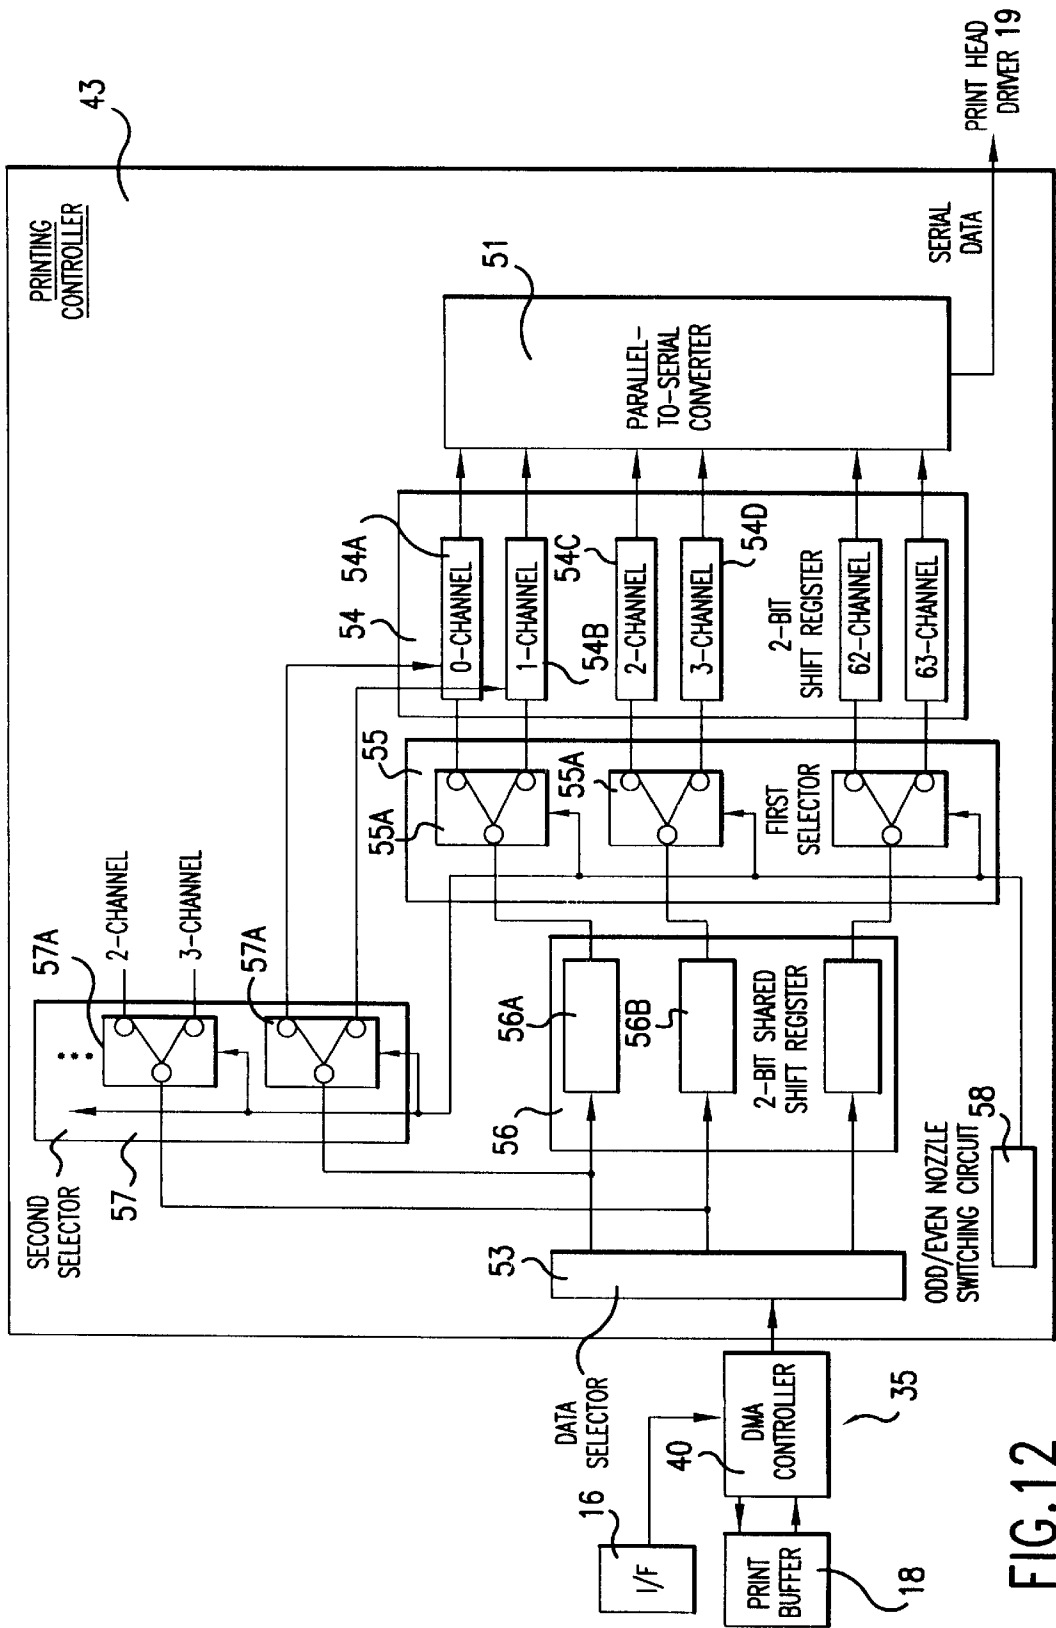 PRINTING
CONTROLLER
43
SECOND
SELECTOR
57
57A
57A
2-CHANNEL
3-CHANNEL
54
54A
0-CHANNEL
1-CHANNEL
54B
54C
2-CHANNEL
3-CHANNEL
54D
62-CHANNEL
63-CHANNEL
2-BIT
SHIFT REGISTER
51
PARALLEL-
TO-SERIAL
CONVERTER
SERIAL
DATA
PRINT HEAD
DRIVER 19
55
55A
55A
FIRST
SELECTOR
56
56A
56B
2-BIT SHARED
SHIFT REGISTER
53
DATA
SELECTOR
ODD/EVEN NOZZLE
SWITCHING CIRCUIT
58
16
I/F
40
DMA
CONTROLLER
35
PRINT
BUFFER
18
FIG.12